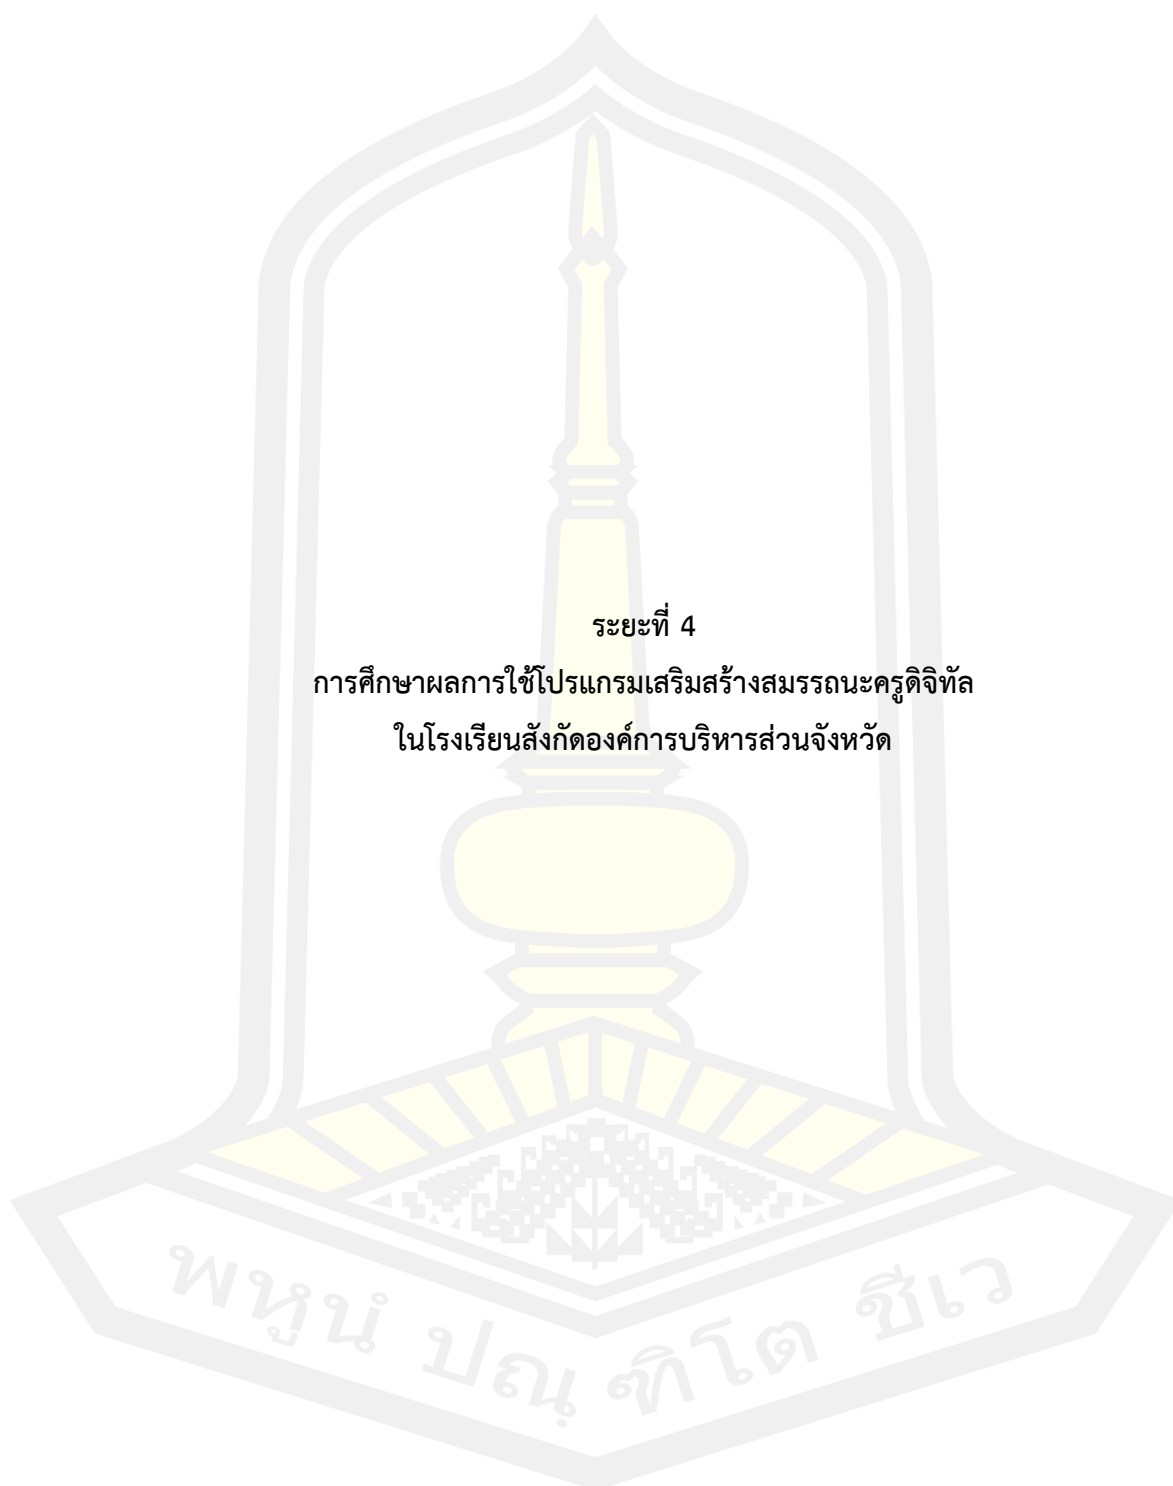 ระยะที่ 4
การศึกษาผลการใช้โปรแกรมเสริมสร้างสมรรถนะครูดิจิทัล
ในโรงเรียนสังกัดองค์การบริหารส่วนจังหวัด
พหูนํ ปณฺฑิโต ชีเว